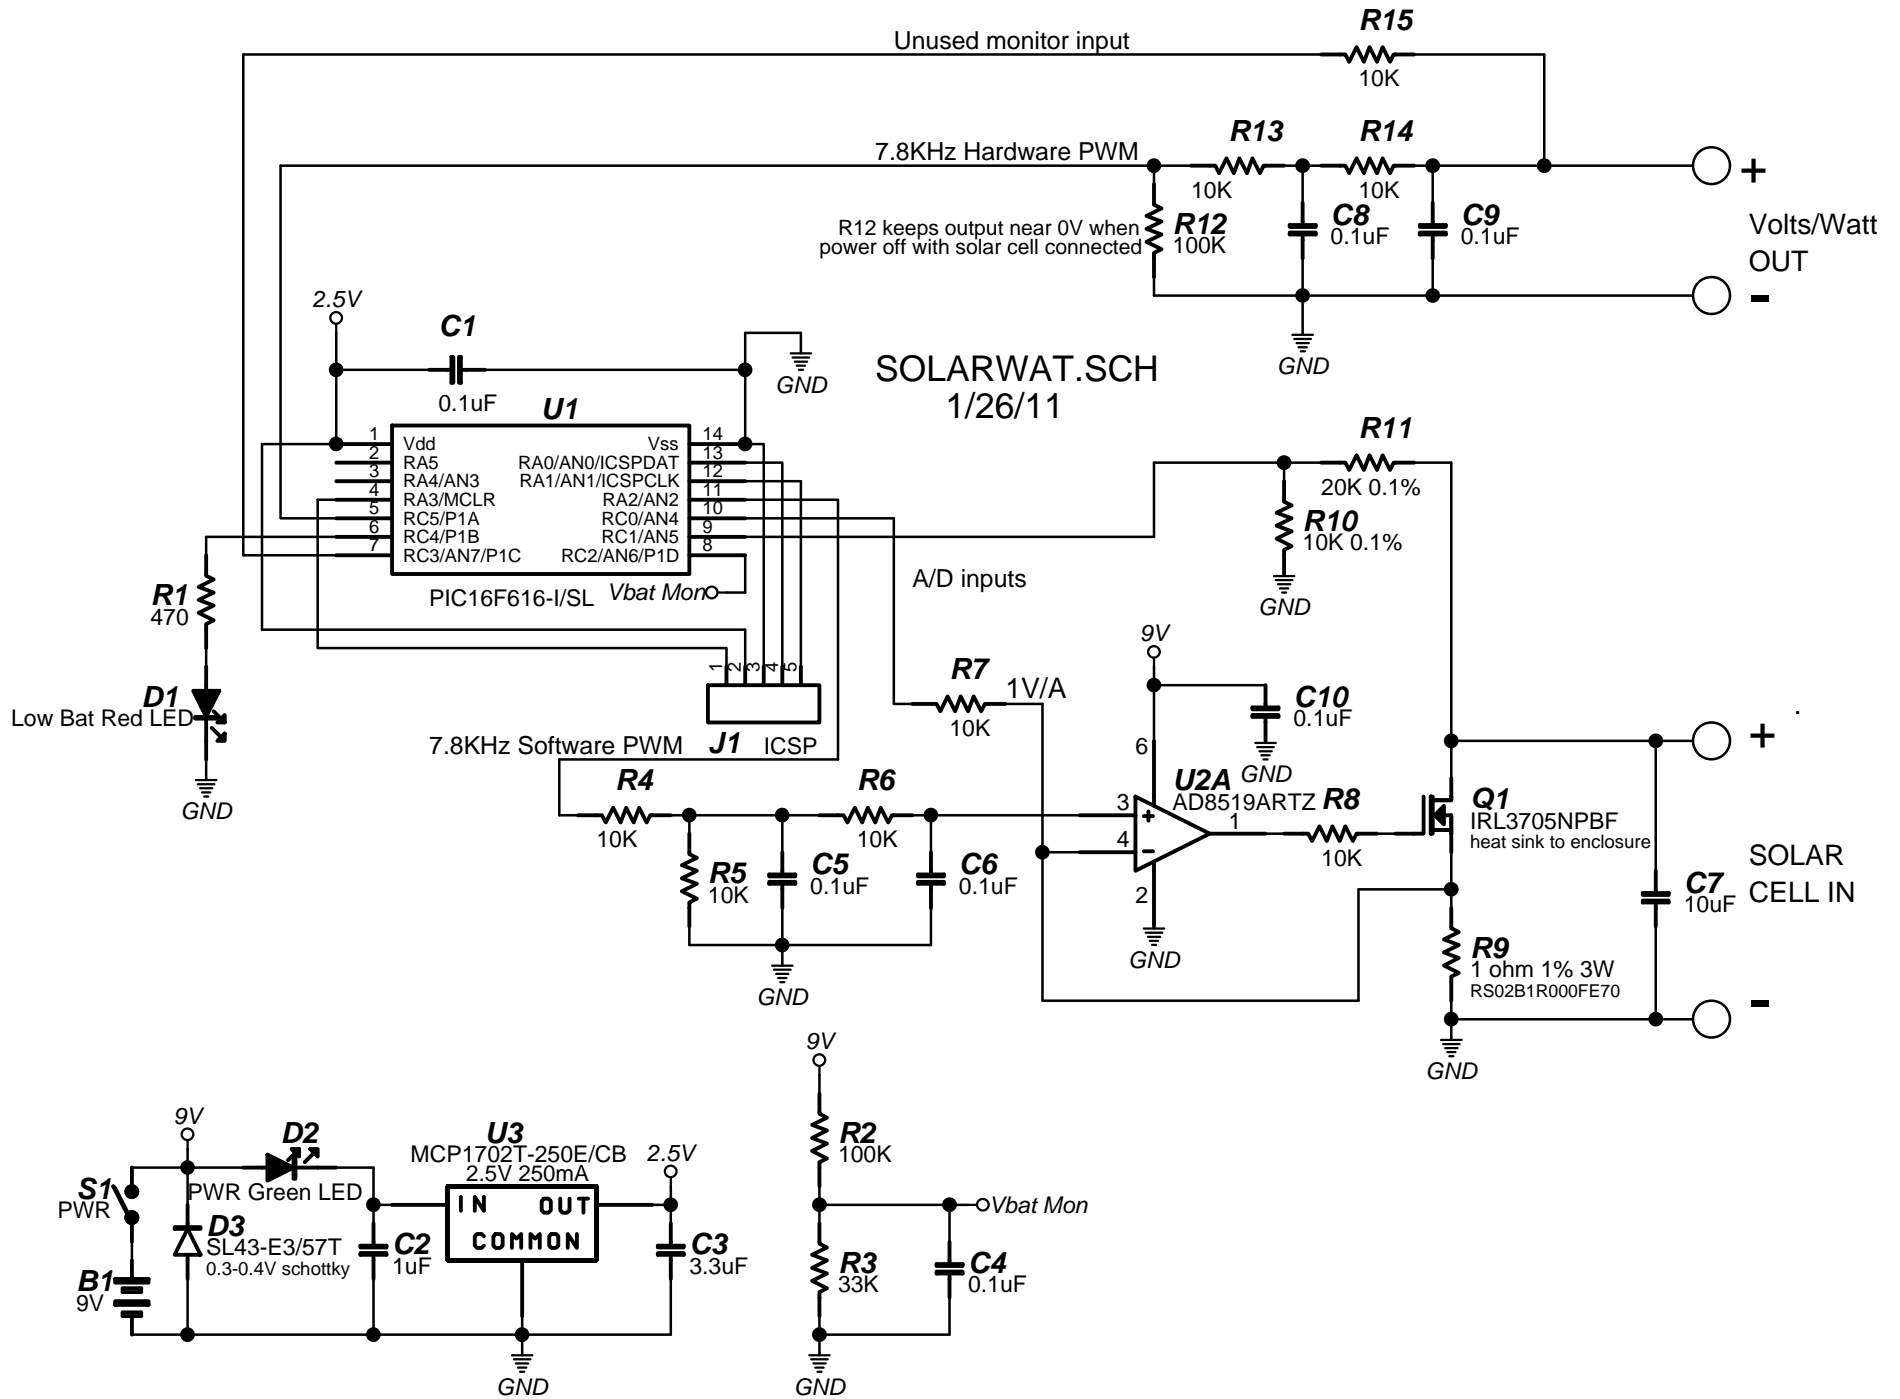 R15
Unused monitor input
10K
R13
R14
7.8KHz Hardware PWM
10K
10K
+
R12 keeps output near 0V when
power off with solar cell connected
R12
100K
C8
0.1uF
C9
0.1uF
Volts/Watt
OUT
-
GND
2.5V
C1
0.1uF
GND
SOLARWAT.SCH
1/26/11
U1
1
2
3
4
5
6
7
Vdd
RA5
RA4/AN3
RA3/MCLR
RC5/P1A
RC4/P1B
RC3/AN7/P1C
Vss
RA0/AN0/ICSPDAT
RA1/AN1/ICSPCLK
RA2/AN2
RC0/AN4
RC1/AN5
RC2/AN6/P1D
14
13
12
11
10
9
8
PIC16F616-I/SL
Vbat Mon
R11
20K 0.1%
R10
10K 0.1%
GND
A/D inputs
R1
470
D1
Low Bat Red LED
GND
1
2
3
4
5
J1
ICSP
7.8KHz Software PWM
R7
10K
1V/A
9V
C10
0.1uF
GND
6
U2A
AD8519ARTZ
3
+
4
-
1
2
GND
R8
10K
Q1
IRL3705NPBF
heat sink to enclosure
.
+
SOLAR
CELL IN
C7
10uF
-
R4
10K
R6
10K
R5
10K
C5
0.1uF
C6
0.1uF
GND
R9
1 ohm 1% 3W
RS02B1R000FE70
GND
9V
D2
PWR Green LED
S1
PWR
D3
SL43-E3/57T
0.3-0.4V schottky
B1
9V
C2
1uF
U3
MCP1702T-250E/CB
2.5V 250mA
IN
OUT
COMMON
2.5V
C3
3.3uF
GND
9V
R2
100K
Vbat Mon
R3
33K
C4
0.1uF
GND